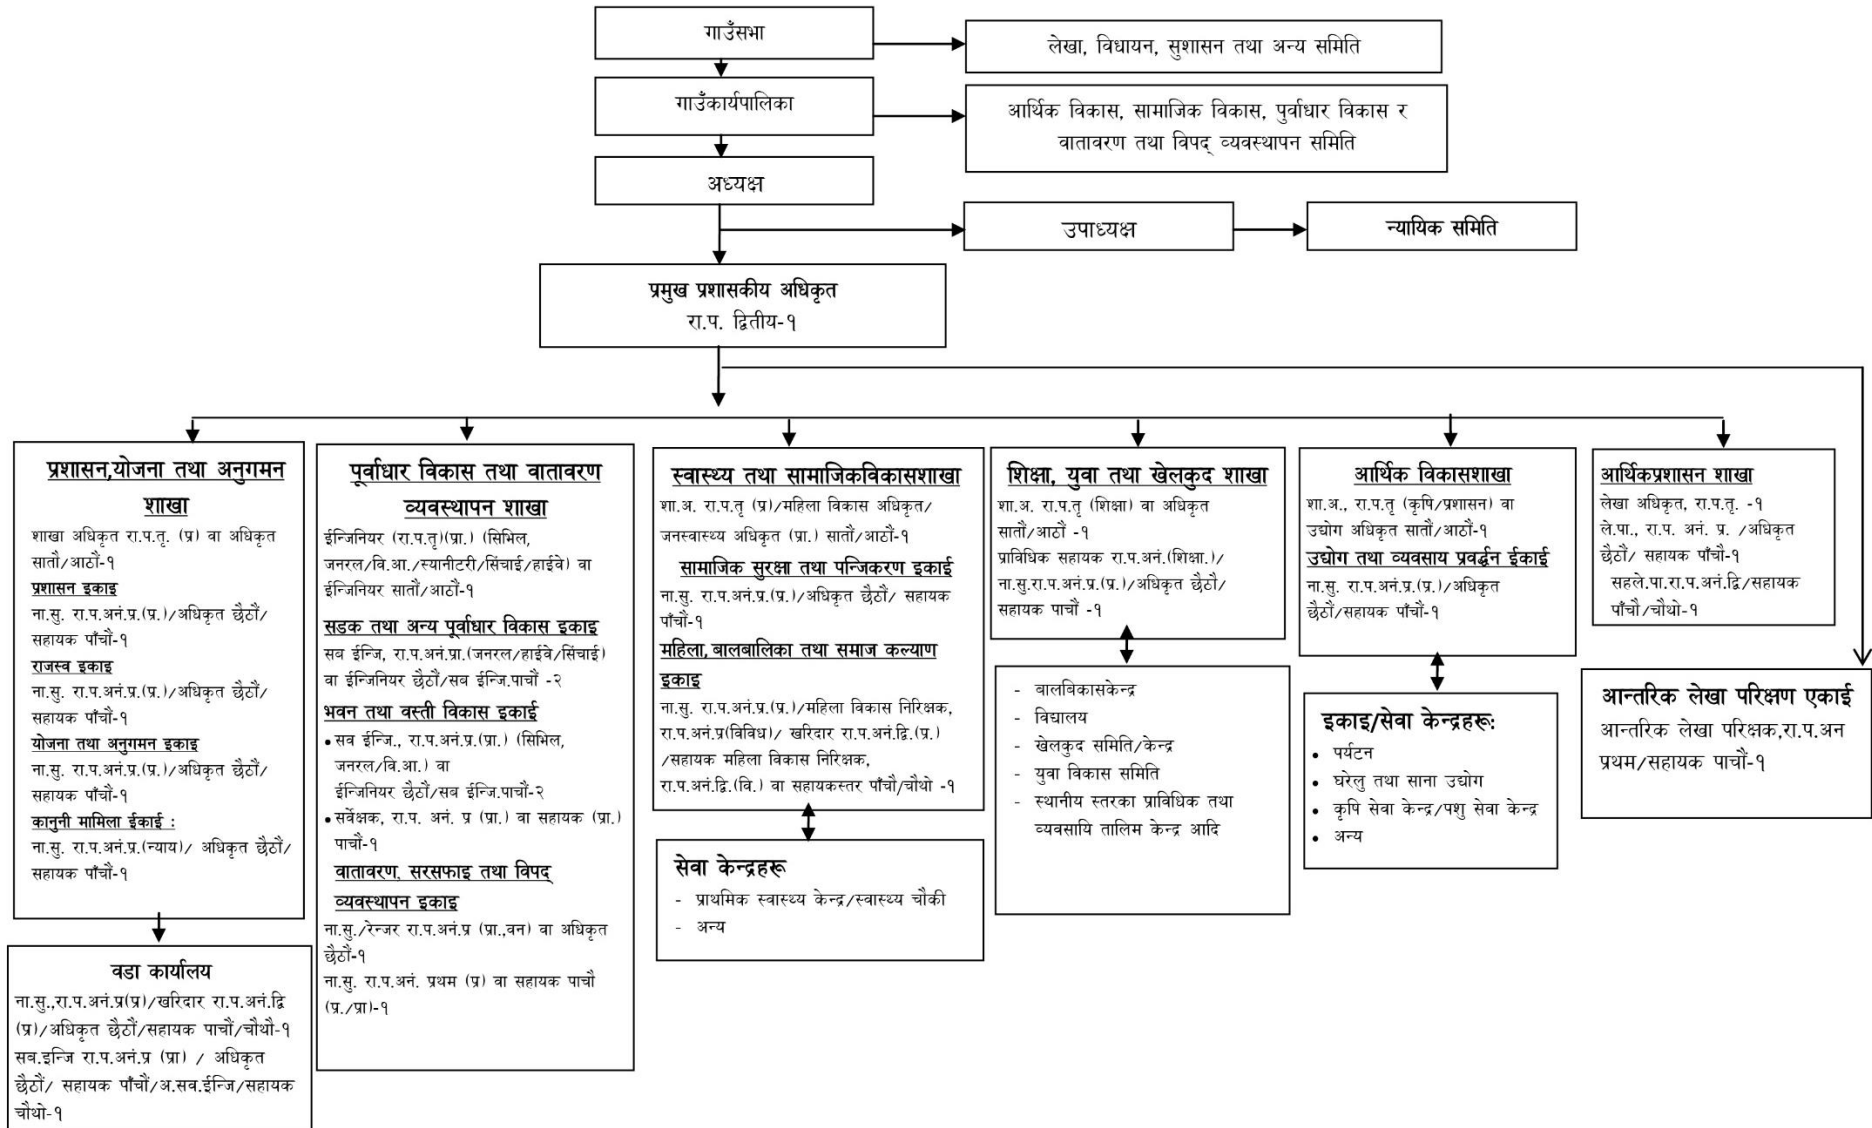 गाउँसभा
लेखा, विधायन, सुशासन तथा अन्य समिति
गाउँकार्यपालिका
आर्थिक विकास, सामाजिक विकास, पुर्वाधार विकास र
वातावरण तथा विपद् व्यवस्थापन समिति
अध्यक्ष
उपाध्यक्ष
न्यायिक समिति
प्रमुख प्रशासकीय अधिकृत
रा.प. द्वितीय-१
प्रशासन,योजना तथा अनुगमन
शाखा
शाखा अधिकृत रा.प.तृ. (प्र) वा अधिकृत
सातौं/आठौं-१
प्रशासन इकाइ
ना.सु. रा.प.अनं.प्र.(प्र.)/अधिकृत छैठौं/
सहायक पाँचौं-१
राजस्व इकाइ
ना.सु. रा.प.अनं.प्र.(प्र.)/अधिकृत छैठौं/
सहायक पाँचौं-१
योजना तथा अनुगमन इकाइ
ना.सु. रा.प.अनं.प्र.(प्र.)/अधिकृत छैठौं/
सहायक पाँचौं-१
कानुनी मामिला ईकाई :
ना.सु. रा.प.अनं.प्र.(न्याय)/ अधिकृत छैठौं/
सहायक पाँचौं-१
वडा कार्यालय
ना.सु.,रा.प.अनं.प्र(प्र)/खरिदार रा.प.अनं.द्वि
(प्र)/अधिकृत छैठौं/सहायक पाचौं/चौथौ-१
सब.इन्जि रा.प.अनं.प्र (प्रा) / अधिकृत
छैठौं/ सहायक पाँचौं/अ.सव.ईन्जि/सहायक
चौथो-१
पूर्वाधार विकास तथा वातावरण
व्यवस्थापन शाखा
ईन्जिनियर (रा.प.तृ)(प्रा.) (सिभिल,
जनरल/वि.आ./स्यानीटरी/सिंचाई/हाईवे) वा
ईन्जिनियर सातौं/आठौं-१
सडक तथा अन्य पूर्वाधार विकास इकाइ
सब ईन्जि, रा.प.अनं.प्रा.(जनरल/हाईवे/सिंचाई)
वा ईन्जिनियर छैठौं/सब ईन्जि.पाचौं -२
भवन तथा वस्ती विकास इकाई
• सव ईन्जि., रा.प.अनं.प्र.(प्रा.) (सिभिल,
जनरल/वि.आ.) वा
ईन्जिनियर छैठौं/सब ईन्जि.पाचौं-२
• सर्वेक्षक, रा.प. अनं. प्र (प्रा.) वा सहायक (प्रा.)
पाचौं-१
वातावरण, सरसफाइ तथा विपद्
व्यवस्थापन इकाइ
ना.सु./रेन्जर रा.प.अनं.प्र (प्रा.,वन) वा अधिकृत
छैठौं-१
ना.सु. रा.प.अनं. प्रथम (प्र) वा सहायक पाचौं
(प्र./प्रा)-१
स्वास्थ्य तथा सामाजिकविकासशाखा
शा.अ. रा.प.तृ (प्र)/महिला विकास अधिकृत/
जनस्वास्थ्य अधिकृत (प्रा.) सातौं/आठौं-१
सामाजिक सुरक्षा तथा पन्जिकरण इकाई
ना.सु. रा.प.अनं.प्र.(प्र.)/अधिकृत छैठौं/ सहायक
पाँचौं-१
महिला, बालबालिका तथा समाज कल्याण
इकाइ
ना.सु. रा.प.अनं.प्र.(प्र.)/महिला विकास निरिक्षक,
रा.प.अनं.प्र(विविध)/ खरिदार रा.प.अनं.द्वि.(प्र.)
/सहायक महिला विकास निरिक्षक,
रा.प.अनं.द्वि.(वि.) वा सहायकस्तर पाँचौं/चौथो -१
सेवा केन्द्रहरू
- प्राथमिक स्वास्थ्य केन्द्र/स्वास्थ्य चौकी
- अन्य
शिक्षा, युवा तथा खेलकुद शाखा
शा.अ. रा.प.तृ (शिक्षा) वा अधिकृत
सातौं/आठौं -१
प्राविधिक सहायक रा.प.अनं.(शिक्षा.)/
ना.सु.रा.प.अनं.प्र.(प्र.)/अधिकृत छैठौं/
सहायक पाचौं -१
- बालबिकासकेन्द्र
- विद्यालय
- खेलकुद समिति/केन्द्र
- युवा विकास समिति
- स्थानीय स्तरका प्राविधिक तथा
व्यवसायि तालिम केन्द्र आदि
आर्थिक विकासशाखा
शा.अ., रा.प.तृ (कृषि/प्रशासन) वा
उद्योग अधिकृत सातौं/आठौं-१
उद्योग तथा व्यवसाय प्रवर्द्धन ईकाई
ना.सु. रा.प.अनं.प्र.(प्र.)/अधिकृत
छैठौं/सहायक पाँचौं-१
इकाइ/सेवा केन्द्रहरू:
• पर्यटन
• घरेलु तथा साना उद्योग
• कृषि सेवा केन्द्र/पशु सेवा केन्द्र
• अन्य
आर्थिकप्रशासन शाखा
लेखा अधिकृत, रा.प.तृ. -१
ले.पा., रा.प. अनं. प्र. /अधिकृत
छैठौं/ सहायक पाँचौं-१
सहले.पा.रा.प.अनं.द्वि/सहायक
पाँचौं/चौथो-१
आन्तरिक लेखा परिक्षण एकाई
आन्तरिक लेखा परिक्षक,रा.प.अन
प्रथम/सहायक पाचौं-१